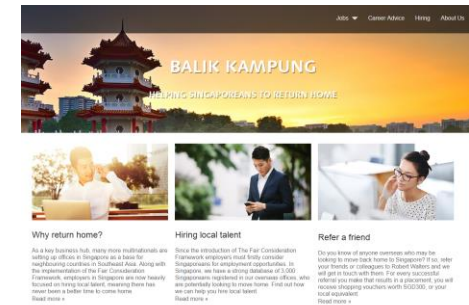 Jobs Career Advice Hiring About Us
BALIK KAMPUNG
HELPING SINGAPOREANS TO RETURN HOME
Why return home?
As a key business hub, many more multinationals are
setting up offices in Singapore as a base for
neighbouring countries in Southeast Asia. Along with
the implementation of the Fair Consideration
Framework, employers in Singapore are now heavily
focused on hiring local talent, meaning there has
never been a better time to come home.
Read more »
Hiring local talent
Since the introduction of The Fair Consideration
Framework employers must firstly consider
Singaporeans for employment opportunities. In
Singapore, we have a strong database of 3,000
Singaporeans registered in our overseas offices, who
are potentially looking to move home. Find out how
we can help you hire local talent.
Read more »
Refer a friend
Do you know of anyone overseas who may be
looking to move back home to Singapore? If so, refer
your friends or colleagues to Robert Walters and we
will get in touch with them. For every successful
referral you make that results in a placement, you will
receive shopping vouchers worth SGD300, or your
local equivalent.
Read more »